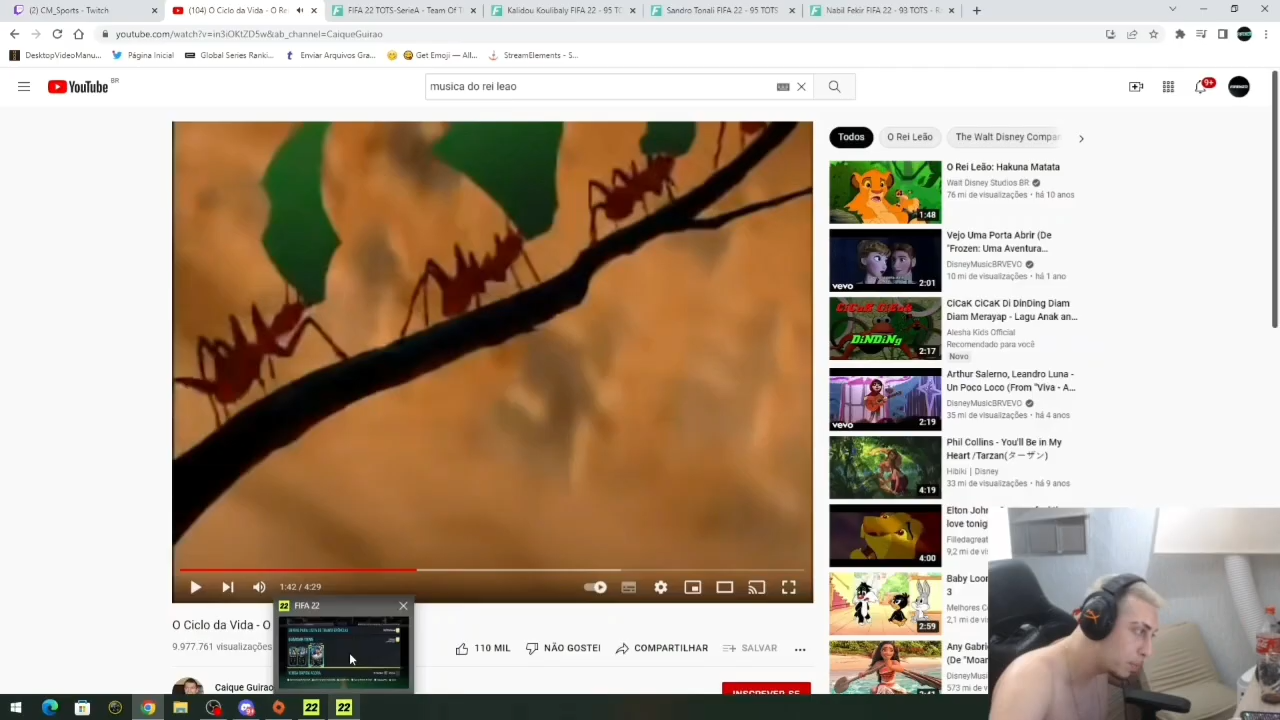 (2) CM_Sports - Twitch
(104) O Ciclo da Vida - O Re
FIFA 22 TOTS-SerieA - Team Of T
Kalidou Koulibaly FIFA 22 - 95 TO
Sandro Tonali FIFA 22 - 95 TOTS
Nabil Fekir FIFA 22 - 93 TOTS - R
youtube.com/watch?v=in3iOKtZD5w&ab_channel=CaiqueGuirao
DesktopVideoManu...
Página Inicial
Global Series Rankin...
Enviar Arquivos Gra...
Get Emoji — All...
StreamElements - S...
YouTube BR
musica do rei leao
9+
Todos
O Rei Leão
The Walt Disney Compan
O Rei Leão: Hakuna Matata
Walt Disney Studios BR
76 mi de visualizações • há 10 anos
1:48
Vejo Uma Porta Abrir (De
"Frozen: Uma Aventura...
DisneyMusicBRVEVO
10 mi de visualizações • há 1 ano
vevo
2:01
CiCaK CiCaK Di DinDing Diam
Diam Merayap - Lagu Anak an...
Alesha Kids Official
Recomendado para você
Novo
DiNDiNg
2:17
Arthur Salerno, Leandro Luna -
Un Poco Loco (From "Viva - A...
DisneyMusicBRVEVO
35 mi de visualizações • há 4 anos
vevo
2:19
Phil Collins - You'll Be in My
Heart /Tarzan(ターザン)
Hibiki | Disney
33 mi de visualizações • há 9 anos
4:19
Elton John
love tonig
Filledagreat
9,2 mi de vi
4:00
Baby Loon
3
Melhores C
2,1 mi de vi
2:59
Any Gabri
(De "Moan
DisneyMusi
573 mi de v
1:42 / 4:29
22 FIFA 22
O Ciclo da Vida - O
9.977.761 visualizações
110 MIL
NÃO GOSTEI
COMPARTILHAR
SALVAR
Caique Guirao
INSCREVER-SE
22
22